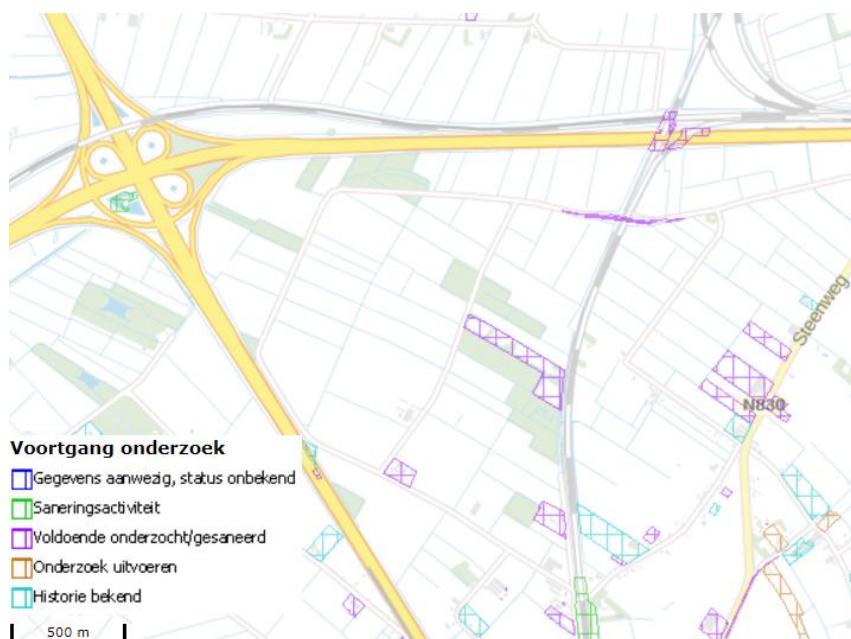 Steenweg
N830
Voortgang onderzoek
Gegevens aanwezig, status onbekend
Saneringsactiviteit
Voldoende onderzocht/gesaneerd
Onderzoek uitvoeren
Historie bekend
500 m